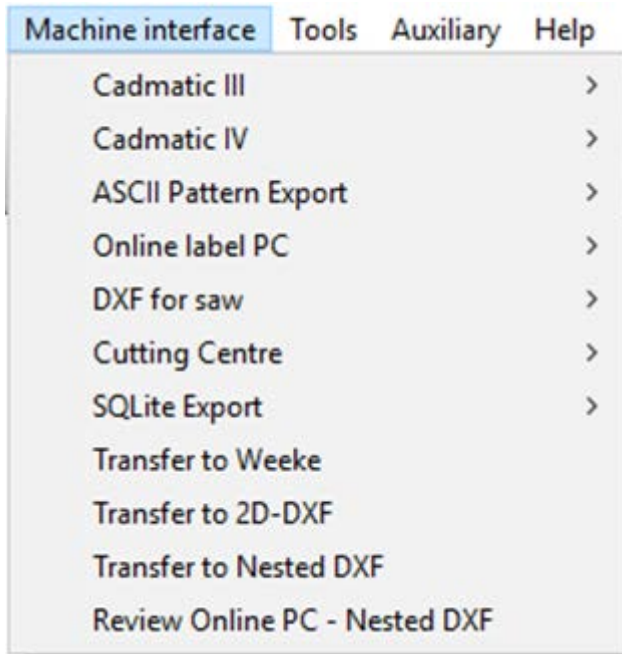 Machine interface Tools Auxiliary Help
Cadmatic III
Cadmatic IV
ASCII Pattern Export
Online label PC
DXF for saw
Cutting Centre
SQLite Export
Transfer to Weeke
Transfer to 2D-DXF
Transfer to Nested DXF
Review Online PC - Nested DXF